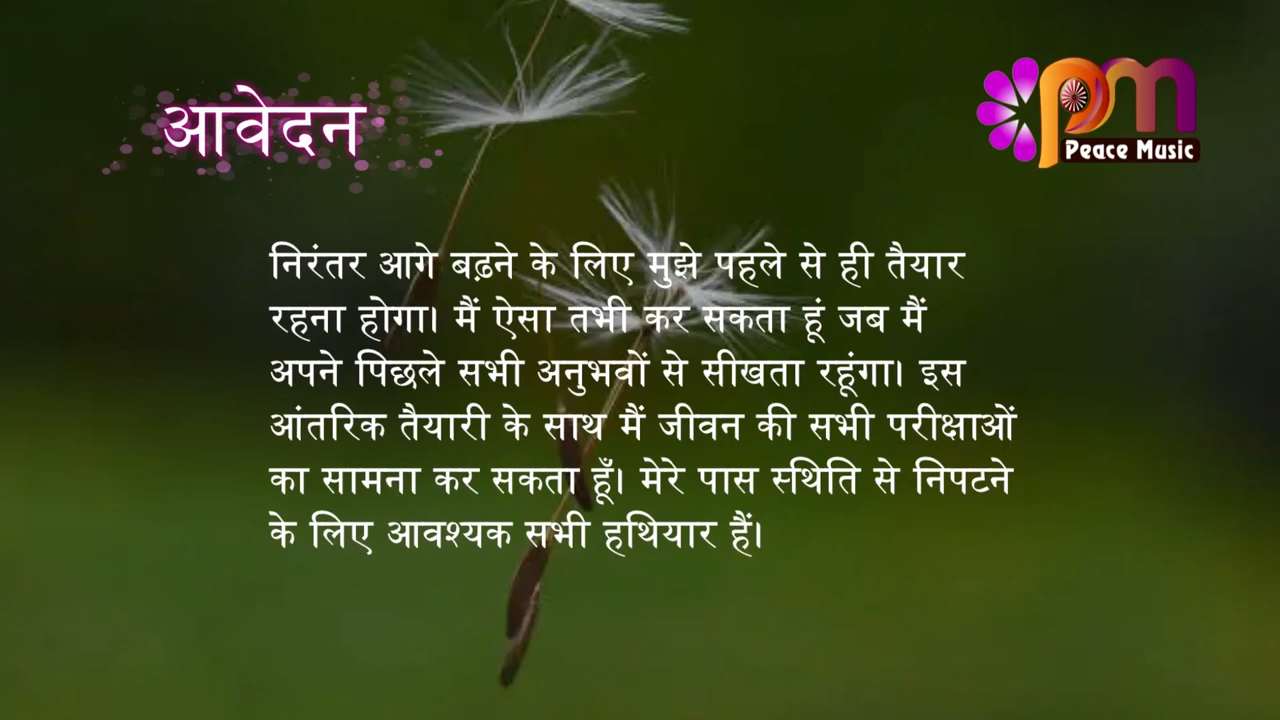 आवेदन
pm
Peace Music
निरंतर आगे बढ़ने के लिए मुझे पहले से ही तैयार
रहना होगा। मैं ऐसा तभी कर सकता हूं जब मैं
अपने पिछले सभी अनुभवों से सीखता रहूंगा। इस
आंतरिक तैयारी के साथ मैं जीवन की सभी परीक्षाओं
का सामना कर सकता हूँ। मेरे पास स्थिति से निपटने
के लिए आवश्यक सभी हथियार हैं।